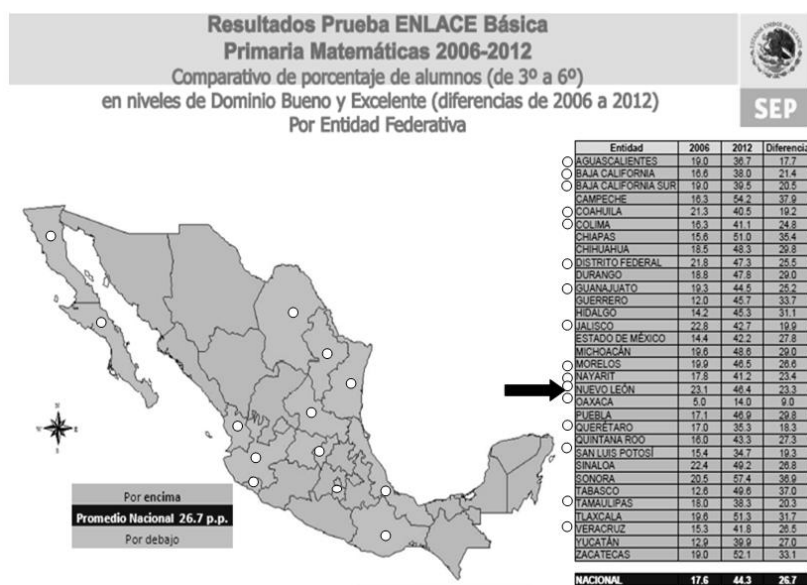 Resultados Prueba ENLACE Básica
Primaria Matemáticas 2006-2012
Comparativo de porcentaje de alumnos (de 3º a 6º)
en niveles de Dominio Bueno y Excelente (diferencias de 2006 a 2012)
Por Entidad Federativa
SEP
Entidad 2006 2012 Diferencia
AGUASCALIENTES 19.0 36.7 17.7
BAJA CALIFORNIA 16.6 38.0 21.4
BAJA CALIFORNIA SUR 19.0 39.5 20.5
CAMPECHE 16.3 54.2 37.9
COAHUILA 21.3 40.5 19.2
COLIMA 16.3 41.1 24.8
CHIAPAS 15.6 51.0 35.4
CHIHUAHUA 18.5 48.3 29.8
DISTRITO FEDERAL 21.8 47.3 25.5
DURANGO 18.8 47.8 29.0
GUANAJUATO 19.3 44.5 25.2
GUERRERO 12.0 45.7 33.7
HIDALGO 14.2 45.3 31.1
JALISCO 22.8 42.7 19.9
ESTADO DE MÉXICO 14.4 42.2 27.8
MICHOACÁN 19.6 48.6 29.0
MORELOS 19.9 46.5 26.6
NAYARIT 17.8 41.2 23.4
NUEVO LEÓN 23.1 46.4 23.3
OAXACA 5.0 14.0 9.0
PUEBLA 17.1 46.9 29.8
QUERÉTARO 17.0 35.3 18.3
QUINTANA ROO 16.0 43.3 27.3
SAN LUIS POTOSÍ 15.4 34.7 19.3
SINALOA 22.4 49.2 26.8
SONORA 20.5 57.4 36.9
TABASCO 12.6 49.6 37.0
TAMAULIPAS 18.0 38.3 20.3
TLAXCALA 19.6 51.3 31.7
VERACRUZ 15.3 41.8 26.5
YUCATÁN 12.9 39.9 27.0
ZACATECAS 19.0 52.1 33.1
NACIONAL 17.6 44.3 26.7
Por encima
Promedio Nacional 26.7 p.p.
Por debajo